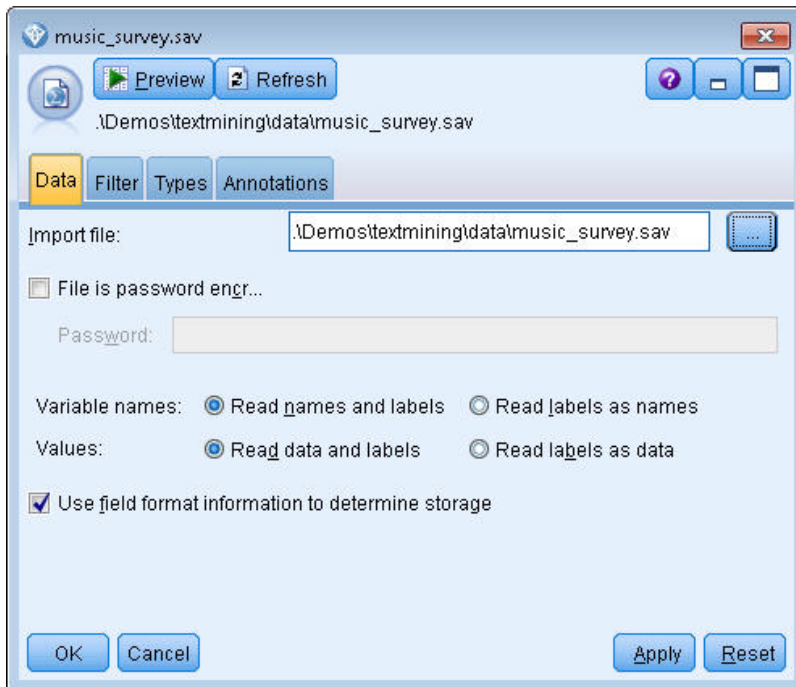 music_survey.sav
Preview Refresh
.\Demos\textmining\data\music_survey.sav
Data Filter Types Annotations
Import file: .\Demos\textmining\data\music_survey.sav ...
File is password encr...
Password:
Variable names: Read names and labels Read labels as names
Values: Read data and labels Read labels as data
Use field format information to determine storage
OK Cancel Apply Reset